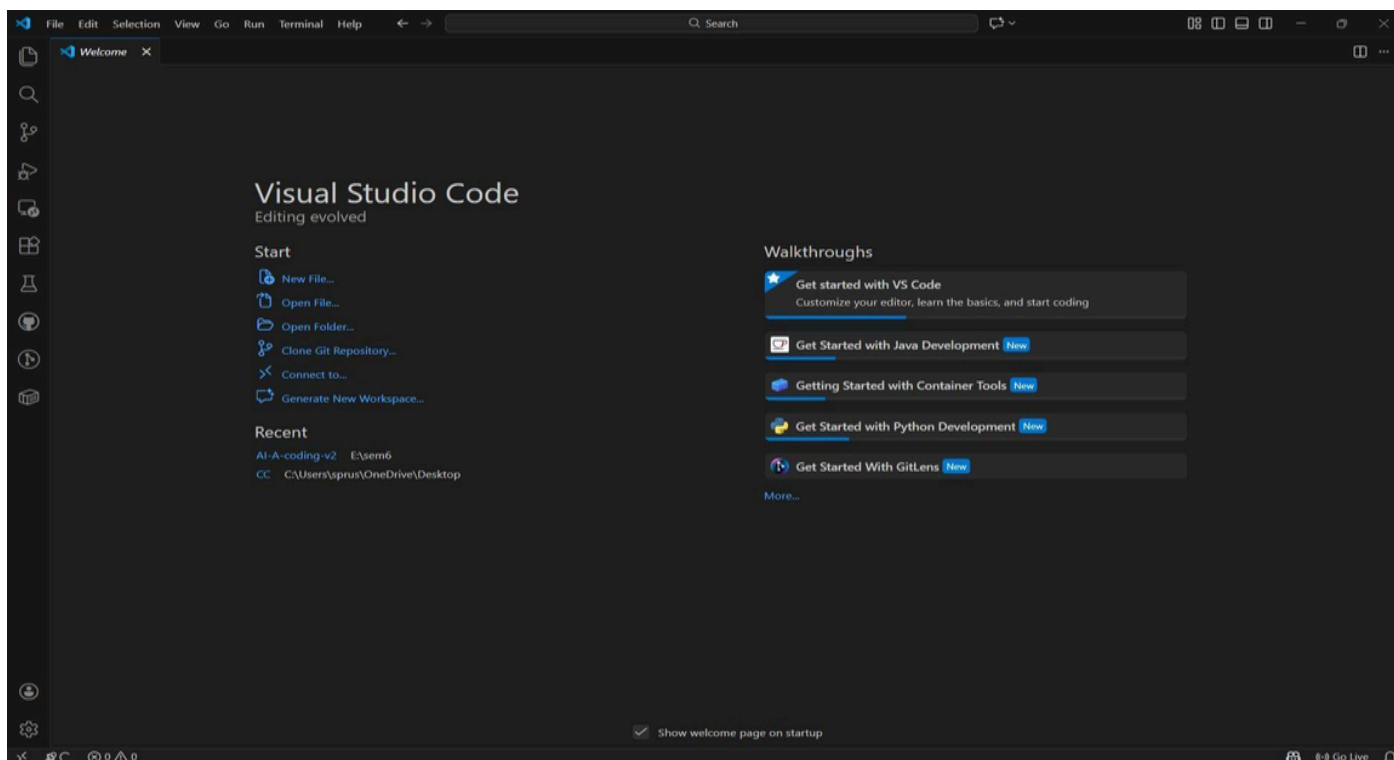 File Edit Selection View Go Run Terminal Help Search
Welcome
Visual Studio Code
Editing evolved
Start
New File...
Open File...
Open Folder...
Clone Git Repository...
Connect to...
Generate New Workspace...
Recent
AI-A-coding-v2 E:\sem6
CC C:\Users\sprus\OneDrive\Desktop
Walkthroughs
Get started with VS Code
Customize your editor, learn the basics, and start coding
Get Started with Java Development New
Getting Started with Container Tools New
Get Started with Python Development New
Get Started With GitLens New
More...
Show welcome page on startup
0 0 Go Live